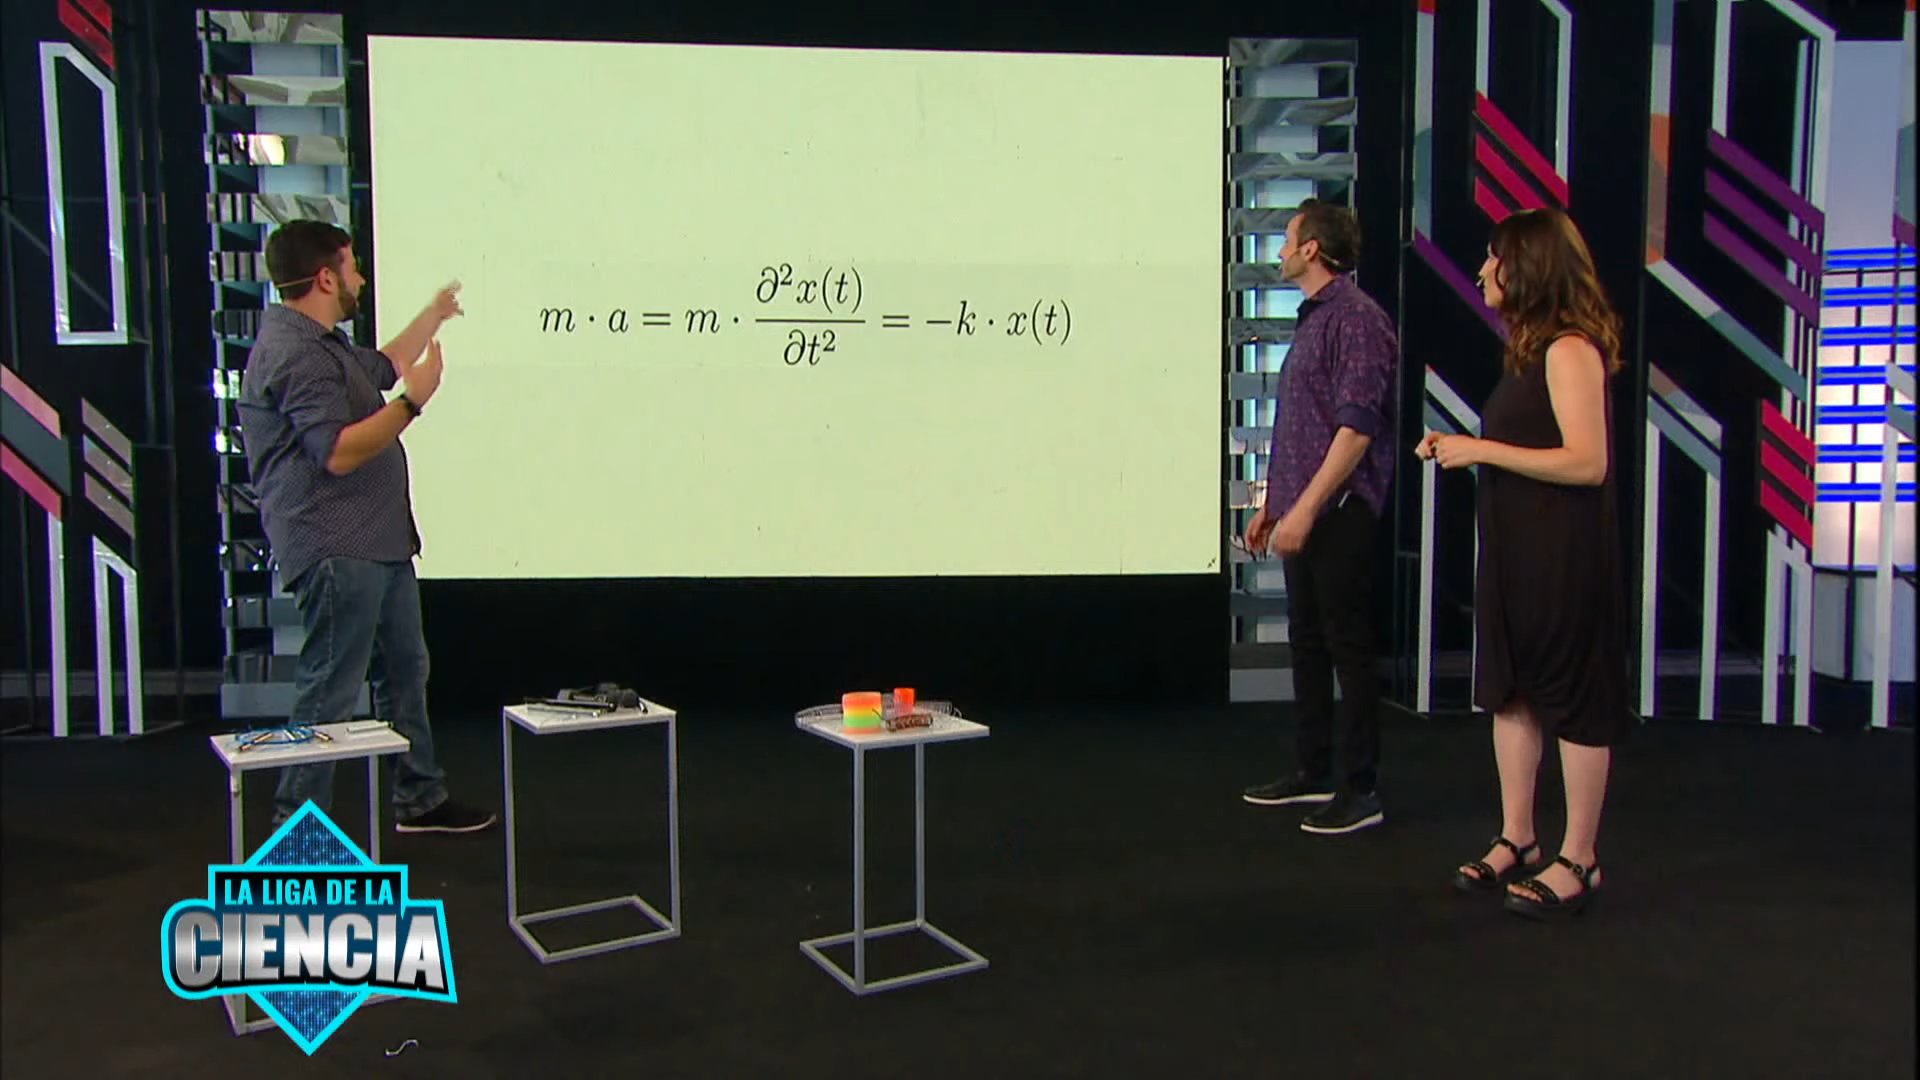 m · a = m · ∂²x(t)/∂t² = −k · x(t)
LA LIGA DE LA
CIENCIA